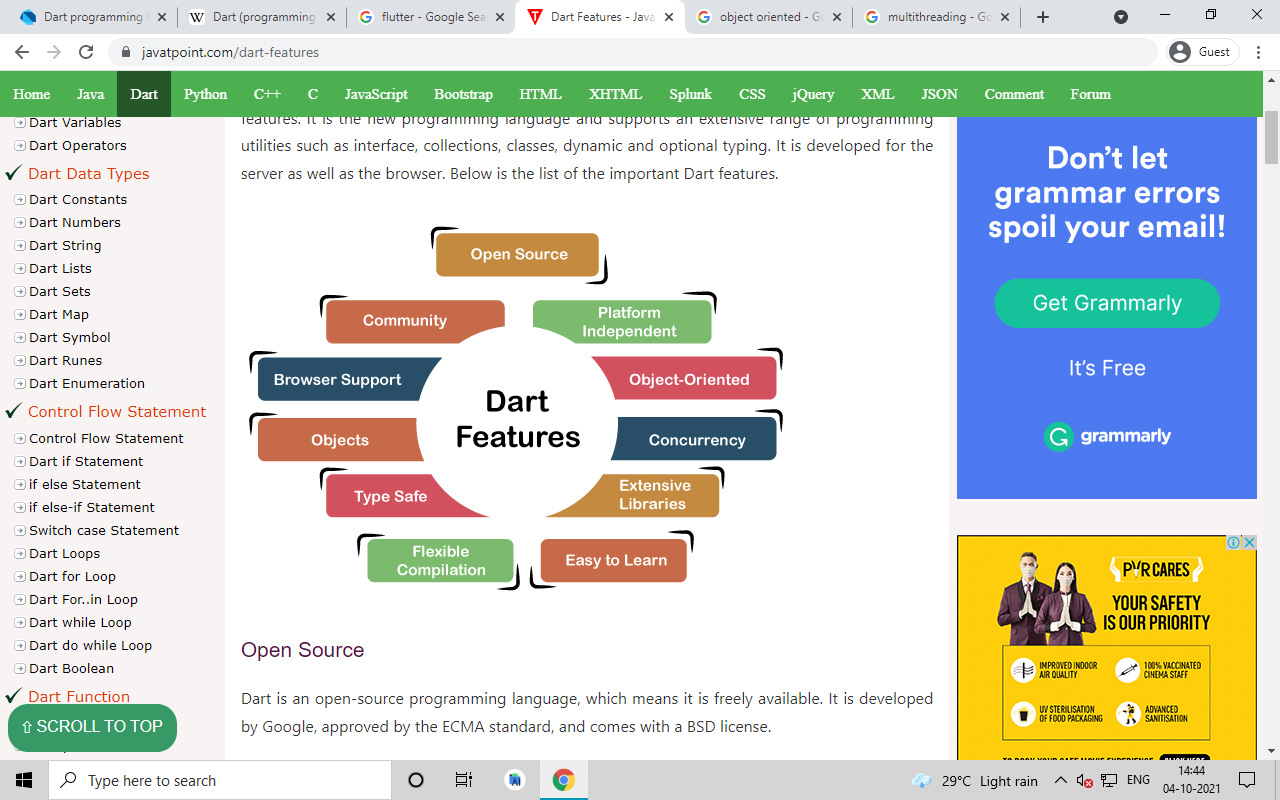 Dart programming
Dart (programming
flutter - Google Sea
Dart Features - Java
object oriented - Go
multithreading - Go
javatpoint.com/dart-features
Guest
Home Java Dart Python C++ C JavaScript Bootstrap HTML XHTML Splunk CSS jQuery XML JSON Comment Forum
Dart Variables
Dart Operators
Dart Data Types
Dart Constants
Dart Numbers
Dart String
Dart Lists
Dart Sets
Dart Map
Dart Symbol
Dart Runes
Dart Enumeration
Control Flow Statement
Control Flow Statement
Dart if Statement
if else Statement
if else-if Statement
Switch case Statement
Dart Loops
Dart for Loop
Dart For..in Loop
Dart while Loop
Dart do while Loop
Dart Boolean
Dart Function
⇧ SCROLL TO TOP
features. It is the new programming language and supports an extensive range of programming
utilities such as interface, collections, classes, dynamic and optional typing. It is developed for the
server as well as the browser. Below is the list of the important Dart features.
Open Source
Community
Platform
Independent
Browser Support
Object-Oriented
Dart
Features
Objects
Concurrency
Type Safe
Extensive
Libraries
Flexible
Compilation
Easy to Learn
Open Source
Dart is an open-source programming language, which means it is freely available. It is developed
by Google, approved by the ECMA standard, and comes with a BSD license.
Don't let
grammar errors
spoil your email!
Get Grammarly
It's Free
grammarly
PVR CARES
YOUR SAFETY
IS OUR PRIORITY
IMPROVED INDOOR
AIR QUALITY
100% VACCINATED
CINEMA STAFF
UV STERILISATION
OF FOOD PACKAGING
ADVANCED
SANITISATION
Type here to search
29°C Light rain
ENG
14:44
04-10-2021